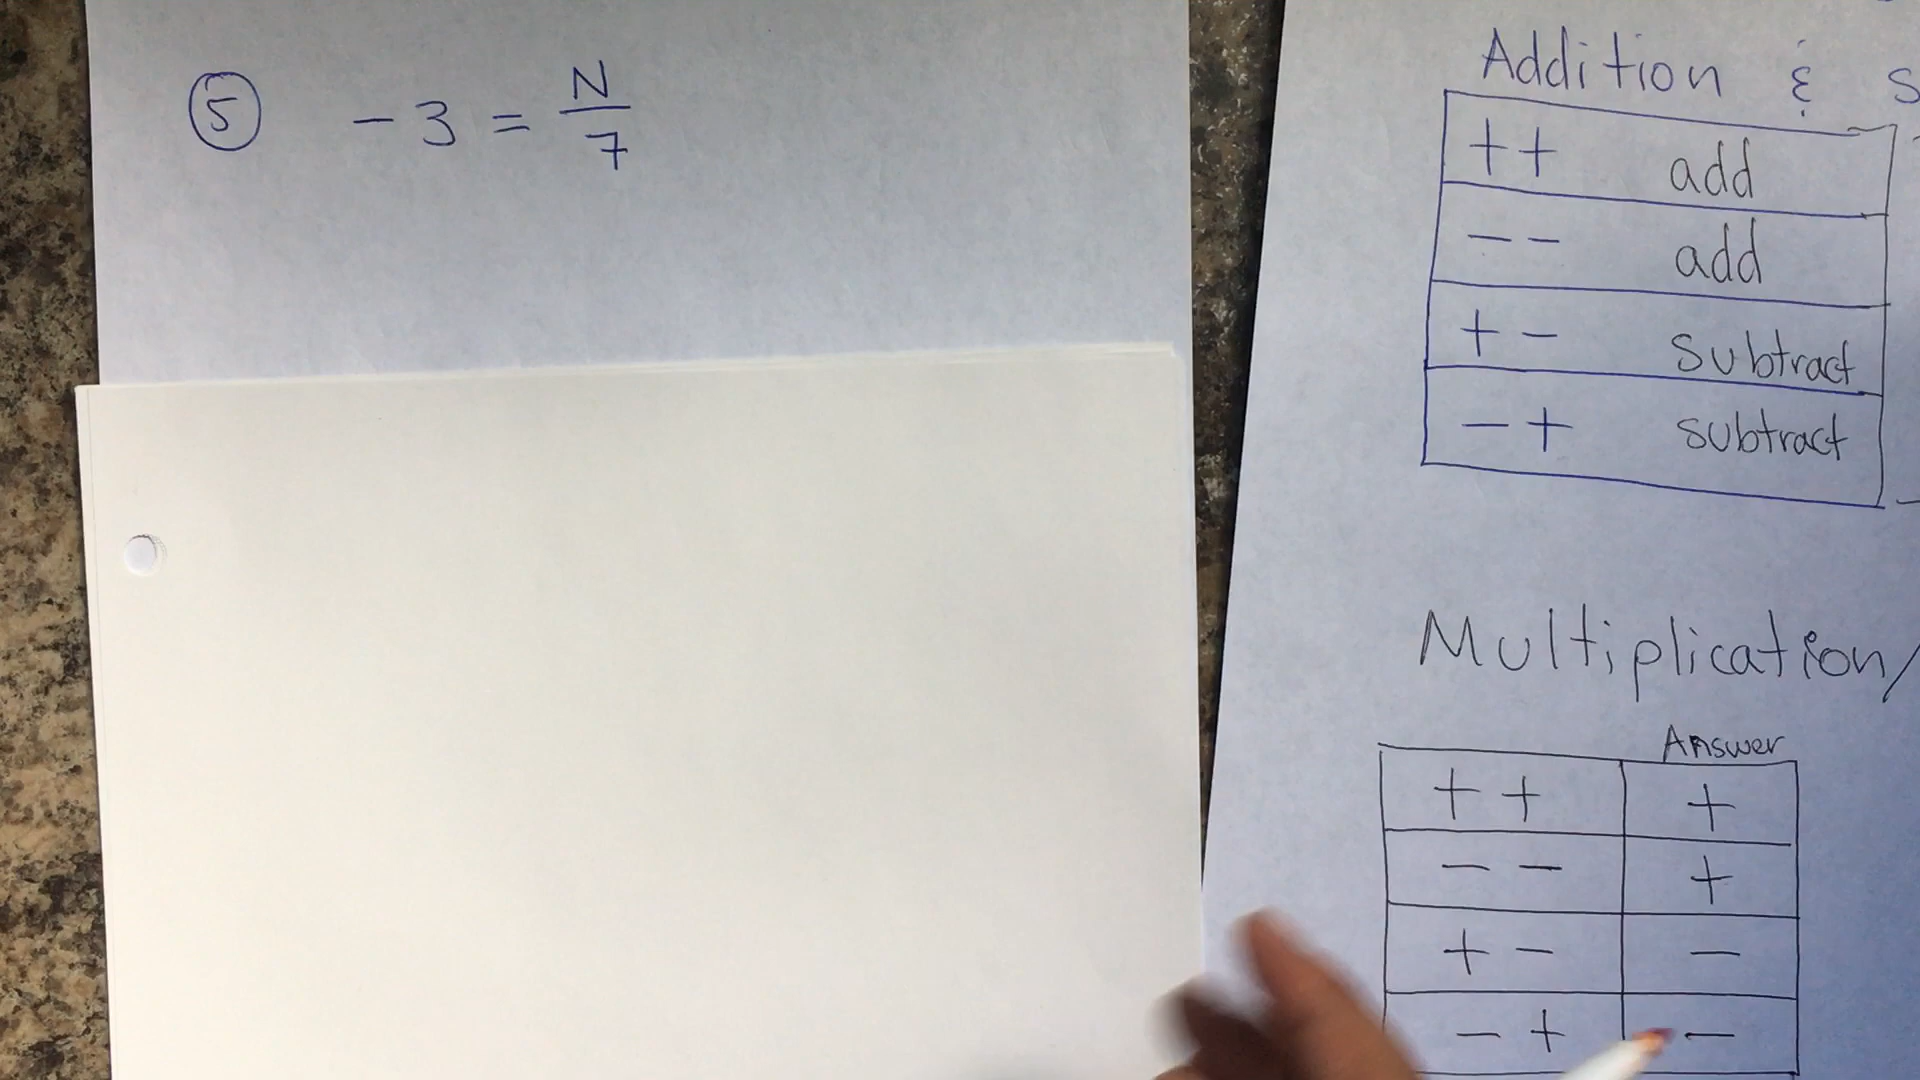 5 -3 = N/7
Addition & S
++ add
-- add
+- subtract
-+ subtract
Multiplication/
Answer
++ +
-- +
+- -
-+ -